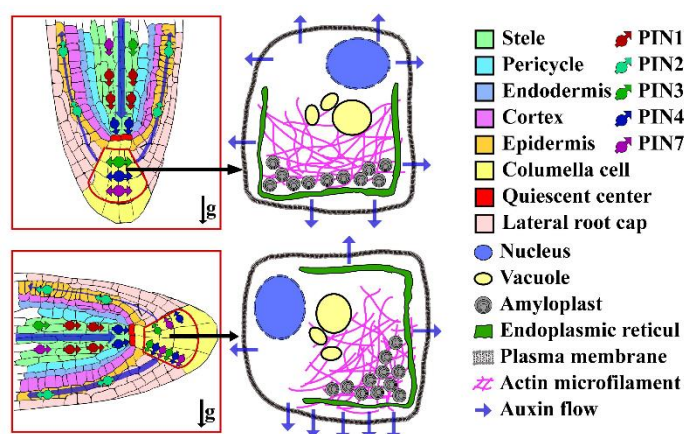 Stele
PIN1
Pericycle
PIN2
Endodermis
PIN3
Cortex
PIN4
Epidermis
PIN7
Columella cell
Quiescent center
Lateral root cap
Nucleus
Vacuole
Amyloplast
Endoplasmic reticul
Plasma membrane
Actin microfilament
Auxin flow
g
g